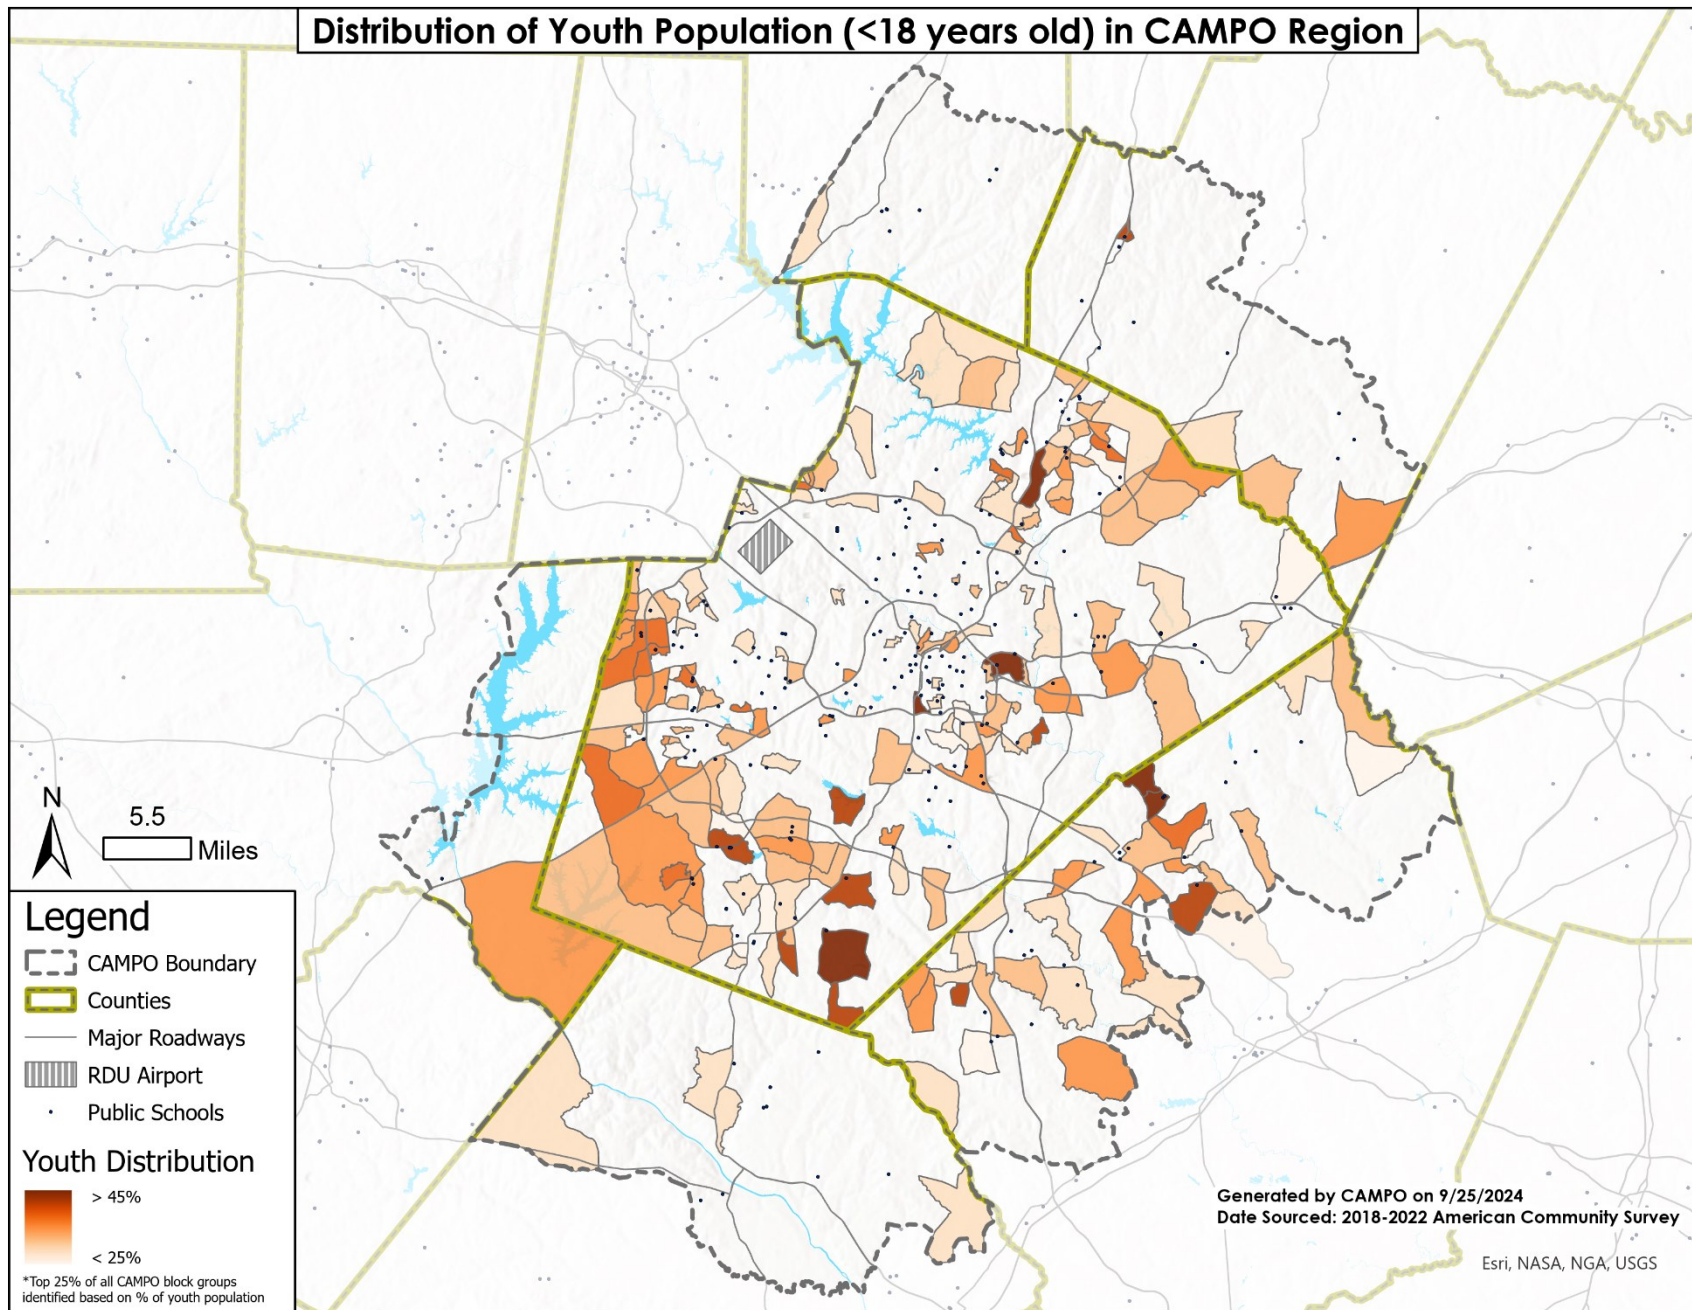 Distribution of Youth Population (<18 years old) in CAMPO Region
N
5.5
Miles
Legend
CAMPO Boundary
Counties
Major Roadways
RDU Airport
Public Schools
Youth Distribution
> 45%
< 25%
*Top 25% of all CAMPO block groups
identified based on % of youth population
Generated by CAMPO on 9/25/2024
Date Sourced: 2018-2022 American Community Survey
Esri, NASA, NGA, USGS